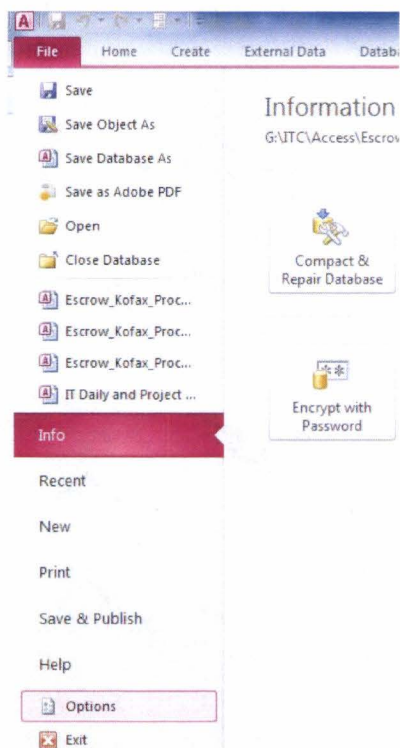 File Home Create External Data Datab
Save
Save Object As
Save Database As
Save as Adobe PDF
Open
Close Database
Escrow_Kofax_Proc...
Escrow_Kofax_Proc...
Escrow_Kofax_Proc...
IT Daily and Project ...
Info
Recent
New
Print
Save & Publish
Help
Options
Exit
Information
G:\ITC\Access\Escrow
Compact &
Repair Database
Encrypt with
Password